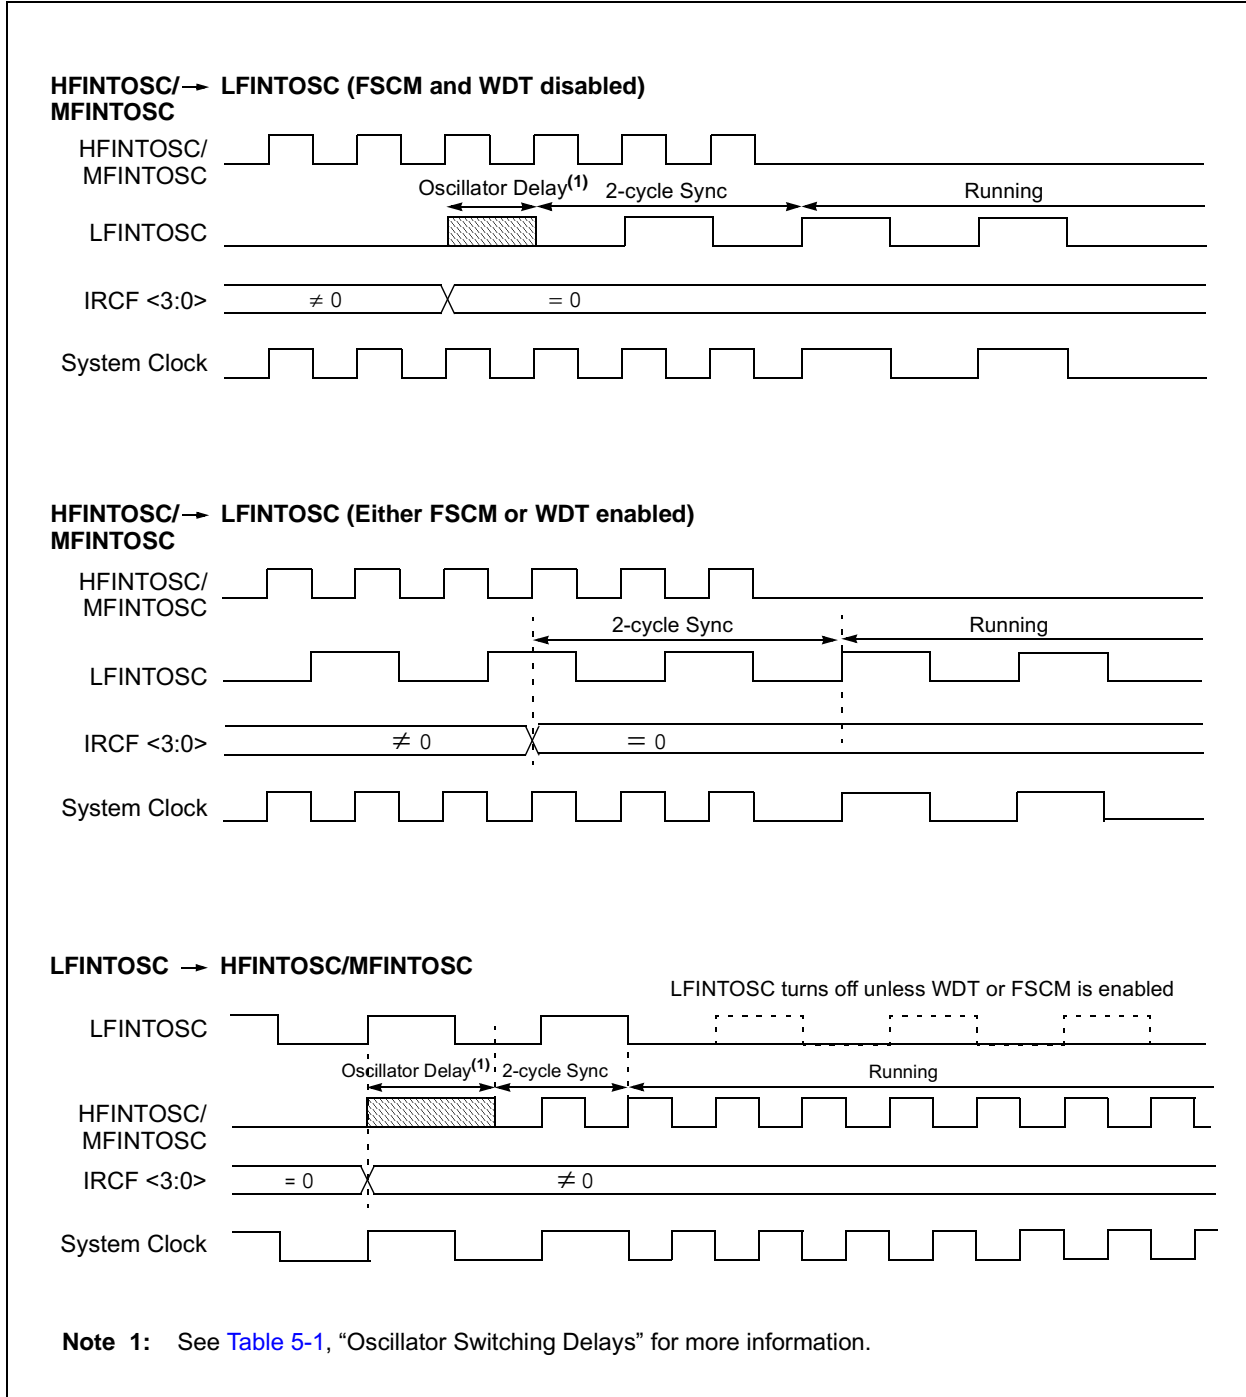 HFINTOSC/→ LFINTOSC (FSCM and WDT disabled)
MFINTOSC
HFINTOSC/
MFINTOSC
Oscillator Delay(1) 2-cycle Sync Running
LFINTOSC
IRCF <3:0> ≠ 0 = 0
System Clock
HFINTOSC/→ LFINTOSC (Either FSCM or WDT enabled)
MFINTOSC
HFINTOSC/
MFINTOSC
2-cycle Sync Running
LFINTOSC
IRCF <3:0> ≠ 0 = 0
System Clock
LFINTOSC → HFINTOSC/MFINTOSC
LFINTOSC turns off unless WDT or FSCM is enabled
LFINTOSC
Oscillator Delay(1) 2-cycle Sync Running
HFINTOSC/
MFINTOSC
IRCF <3:0> = 0 ≠ 0
System Clock
Note 1: See Table 5-1, “Oscillator Switching Delays” for more information.